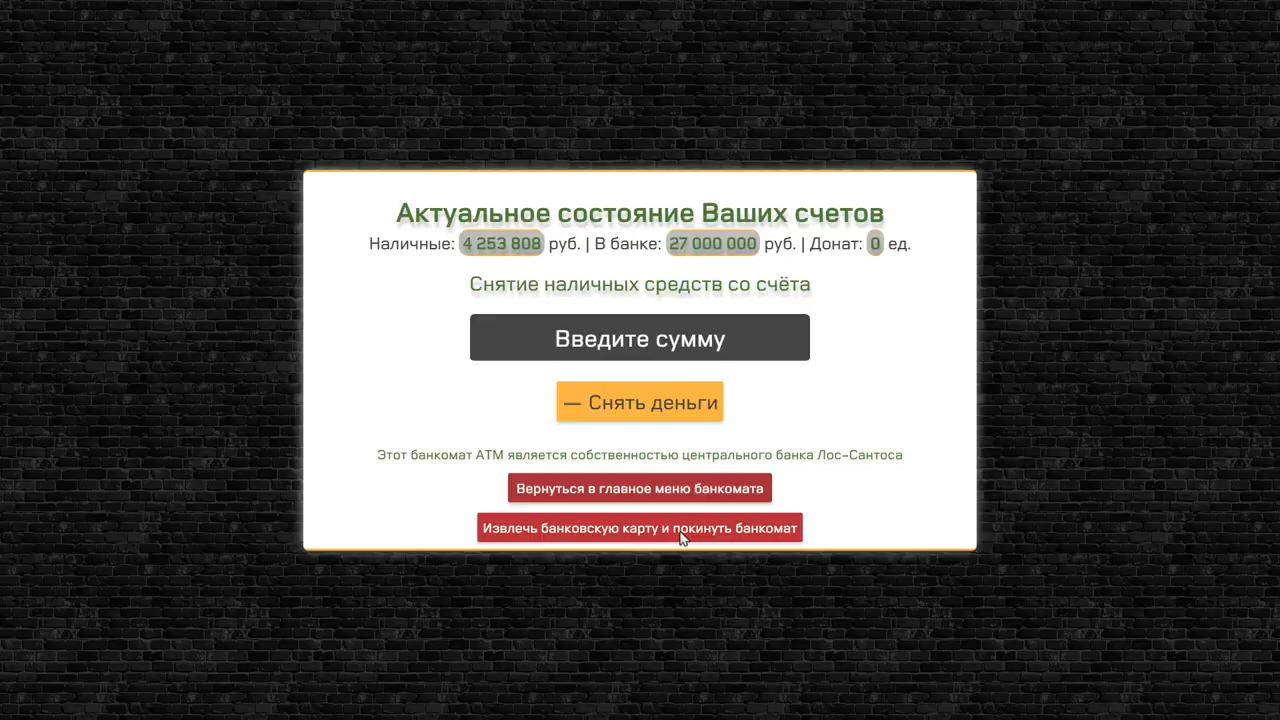 Актуальное состояние Ваших счетов
Наличные: 4 253 808 руб. | В банке: 27 000 000 руб. | Донат: 0 ед.
Снятие наличных средств со счёта
Введите сумму
— Снять деньги
Этот банкомат ATM является собственностью центрального банка Лос-Сантоса
Вернуться в главное меню банкомата
Извлечь банковскую карту и покинуть банкомат